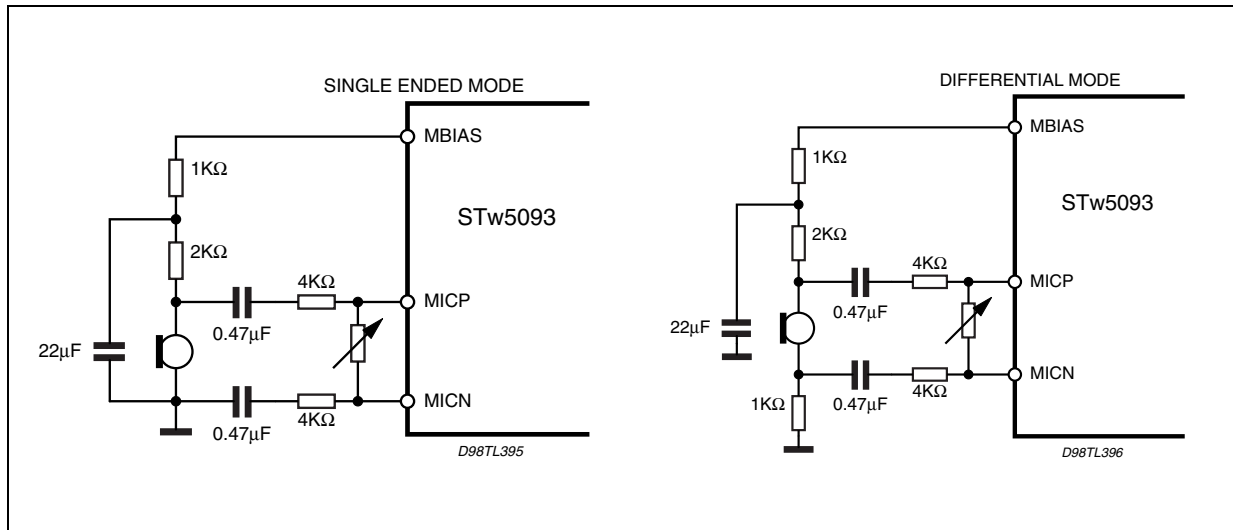 SINGLE ENDED MODE
MBIAS
1KΩ
STw5093
2KΩ
4KΩ
MICP
0.47μF
22μF
MICN
4KΩ
0.47μF
D98TL395
DIFFERENTIAL MODE
MBIAS
1KΩ
STw5093
2KΩ
4KΩ
MICP
0.47μF
22μF
MICN
1KΩ
0.47μF
4KΩ
D98TL396